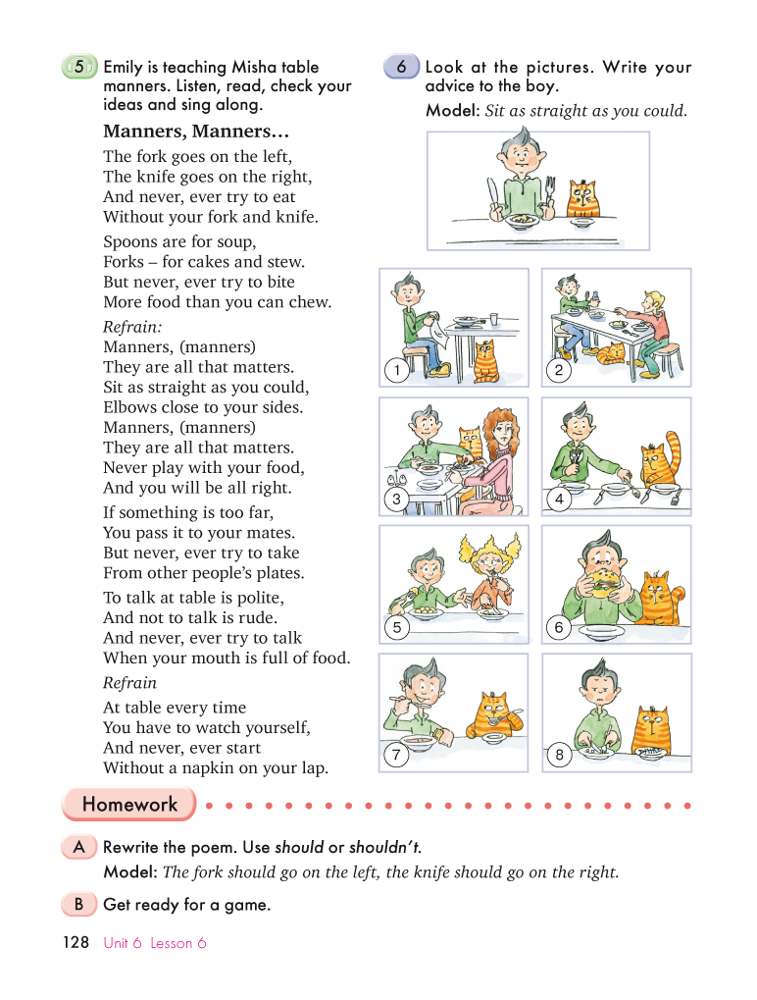 5 Emily is teaching Misha table
manners. Listen, read, check your
ideas and sing along.
Manners, Manners…
The fork goes on the left,
The knife goes on the right,
And never, ever try to eat
Without your fork and knife.
Spoons are for soup,
Forks – for cakes and stew.
But never, ever try to bite
More food than you can chew.
Refrain:
Manners, (manners)
They are all that matters.
Sit as straight as you could,
Elbows close to your sides.
Manners, (manners)
They are all that matters.
Never play with your food,
And you will be all right.
If something is too far,
You pass it to your mates.
But never, ever try to take
From other people’s plates.
To talk at table is polite,
And not to talk is rude.
And never, ever try to talk
When your mouth is full of food.
Refrain
At table every time
You have to watch yourself,
And never, ever start
Without a napkin on your lap.
6 Look at the pictures. Write your
advice to the boy.
Model: Sit as straight as you could.
1
2
3
4
5
6
7
8
Homework
A Rewrite the poem. Use should or shouldn’t.
Model: The fork should go on the left, the knife should go on the right.
B Get ready for a game.
128 Unit 6 Lesson 6